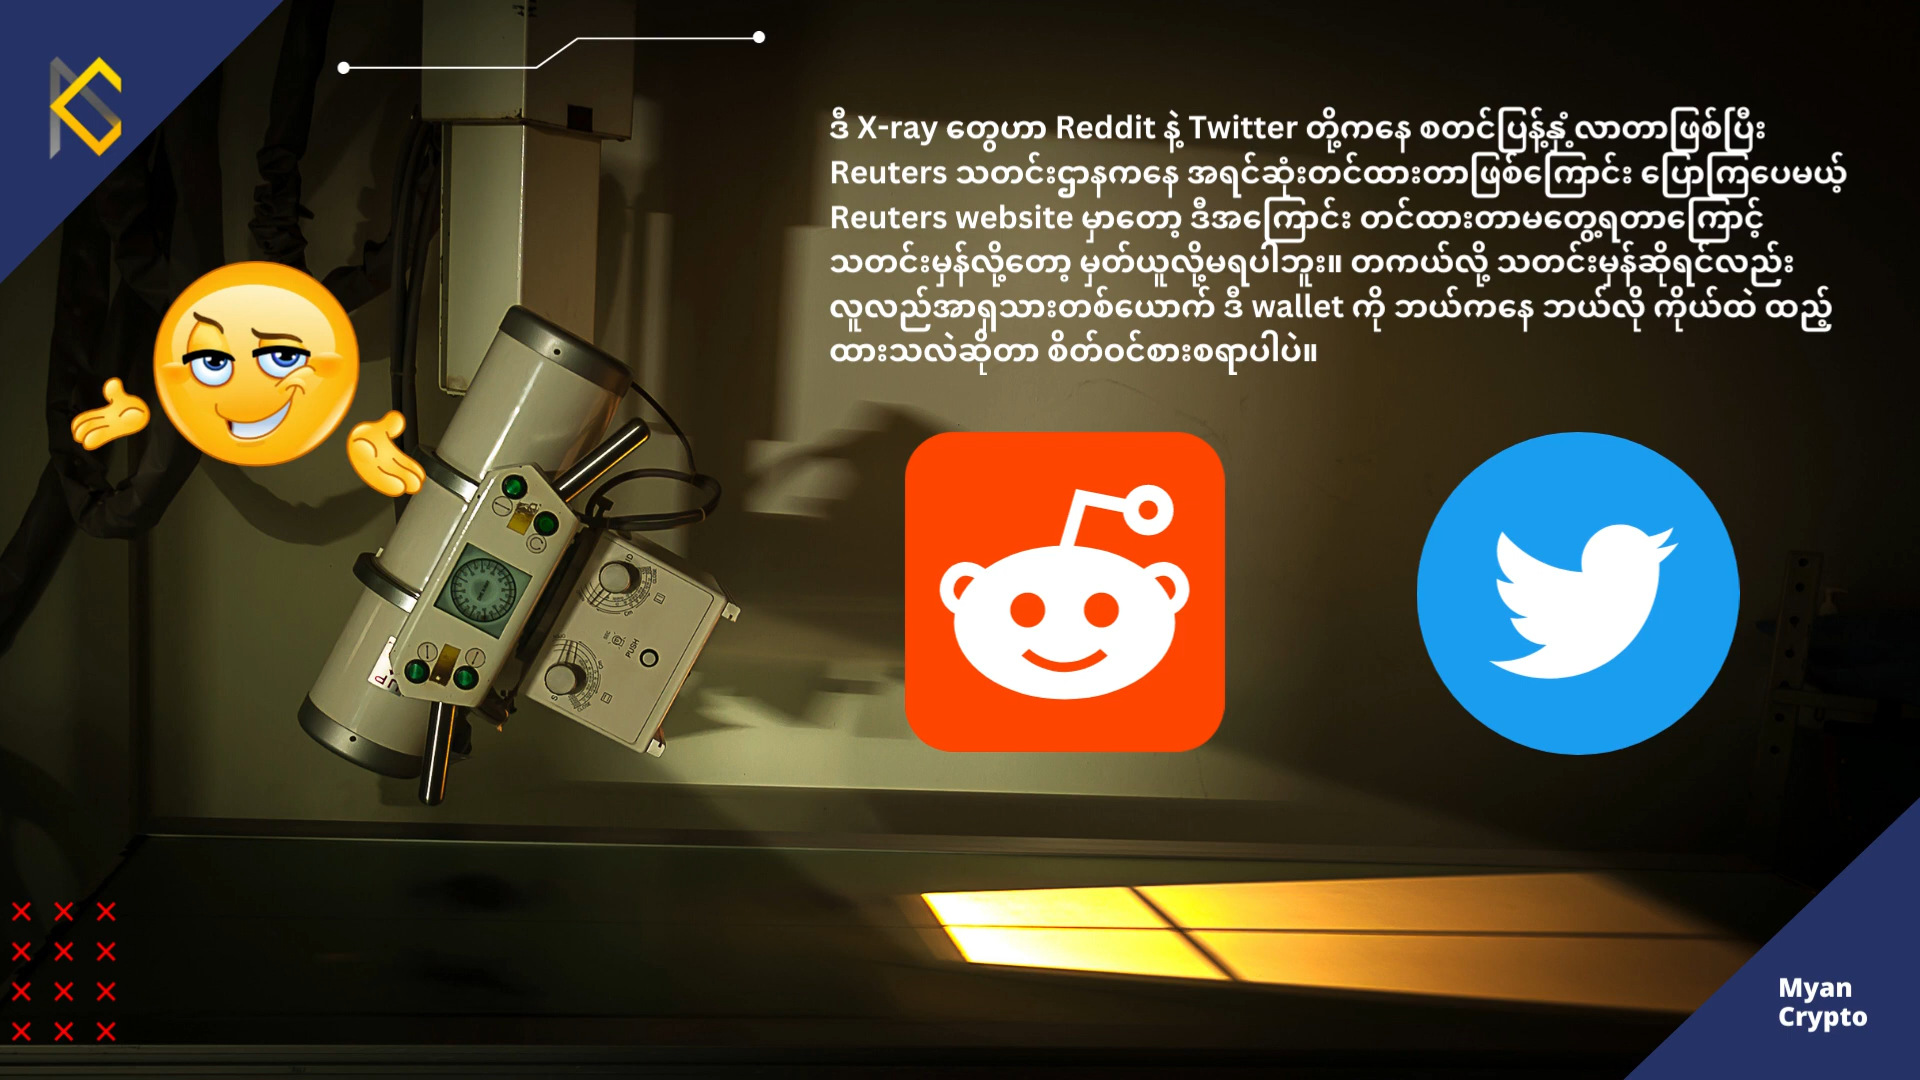 ဒီ X-ray တွေဟာ Reddit နဲ့ Twitter တို့ကနေ စတင်ပြန့်နှံ့လာတာဖြစ်ပြီး
Reuters သတင်းဌာနကနေ အရင်ဆုံးတင်ထားတာဖြစ်ကြောင်း ပြောကြပေမယ့်
Reuters website မှာတော့ ဒီအကြောင်း တင်ထားတာမတွေ့ရတာကြောင့်
သတင်းမှန်လို့တော့ မှတ်ယူလို့မရပါဘူး။ တကယ်လို့ သတင်းမှန်ဆိုရင်လည်း
လူလည်အာရှသားတစ်ယောက် ဒီ wallet ကို ဘယ်ကနေ ဘယ်လို ကိုယ်ထဲ ထည့်
ထားသလဲဆိုတာ စိတ်ဝင်စားစရာပါပဲ။
PUSH
Myan
Crypto